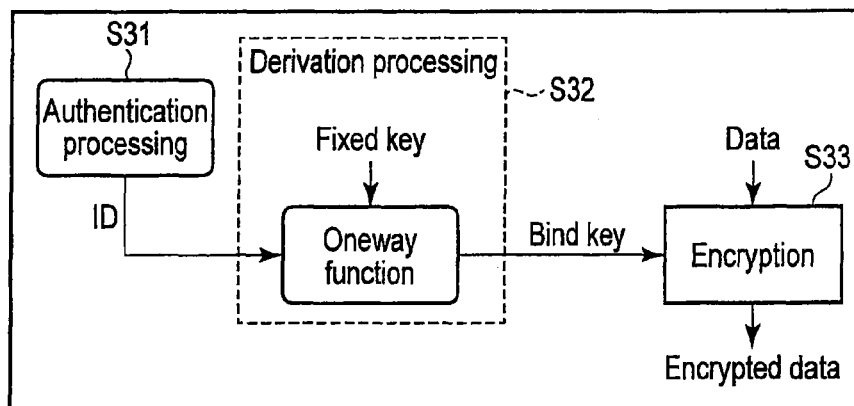 S31
Authentication
processing
ID
Derivation processing
S32
Fixed key
Oneway
function
Bind key
Data
S33
Encryption
Encrypted data